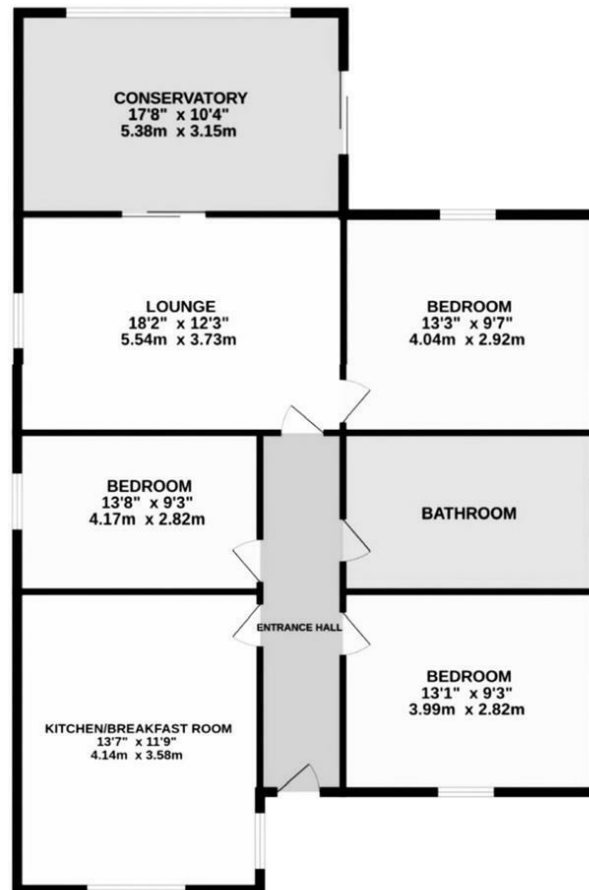 CONSERVATORY
17'8" x 10'4"
5.38m x 3.15m
LOUNGE
18'2" x 12'3"
5.54m x 3.73m
BEDROOM
13'3" x 9'7"
4.04m x 2.92m
BEDROOM
13'8" x 9'3"
4.17m x 2.82m
BATHROOM
ENTRANCE HALL
KITCHEN/BREAKFAST ROOM
13'7" x 11'9"
4.14m x 3.58m
BEDROOM
13'1" x 9'3"
3.99m x 2.82m